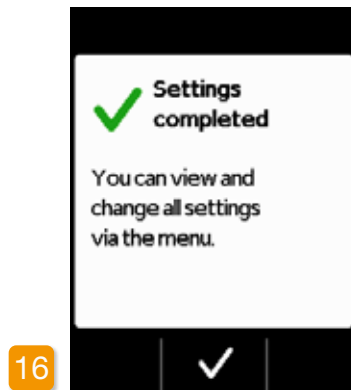 Settings
completed
You can view and
change all settings
via the menu.
16